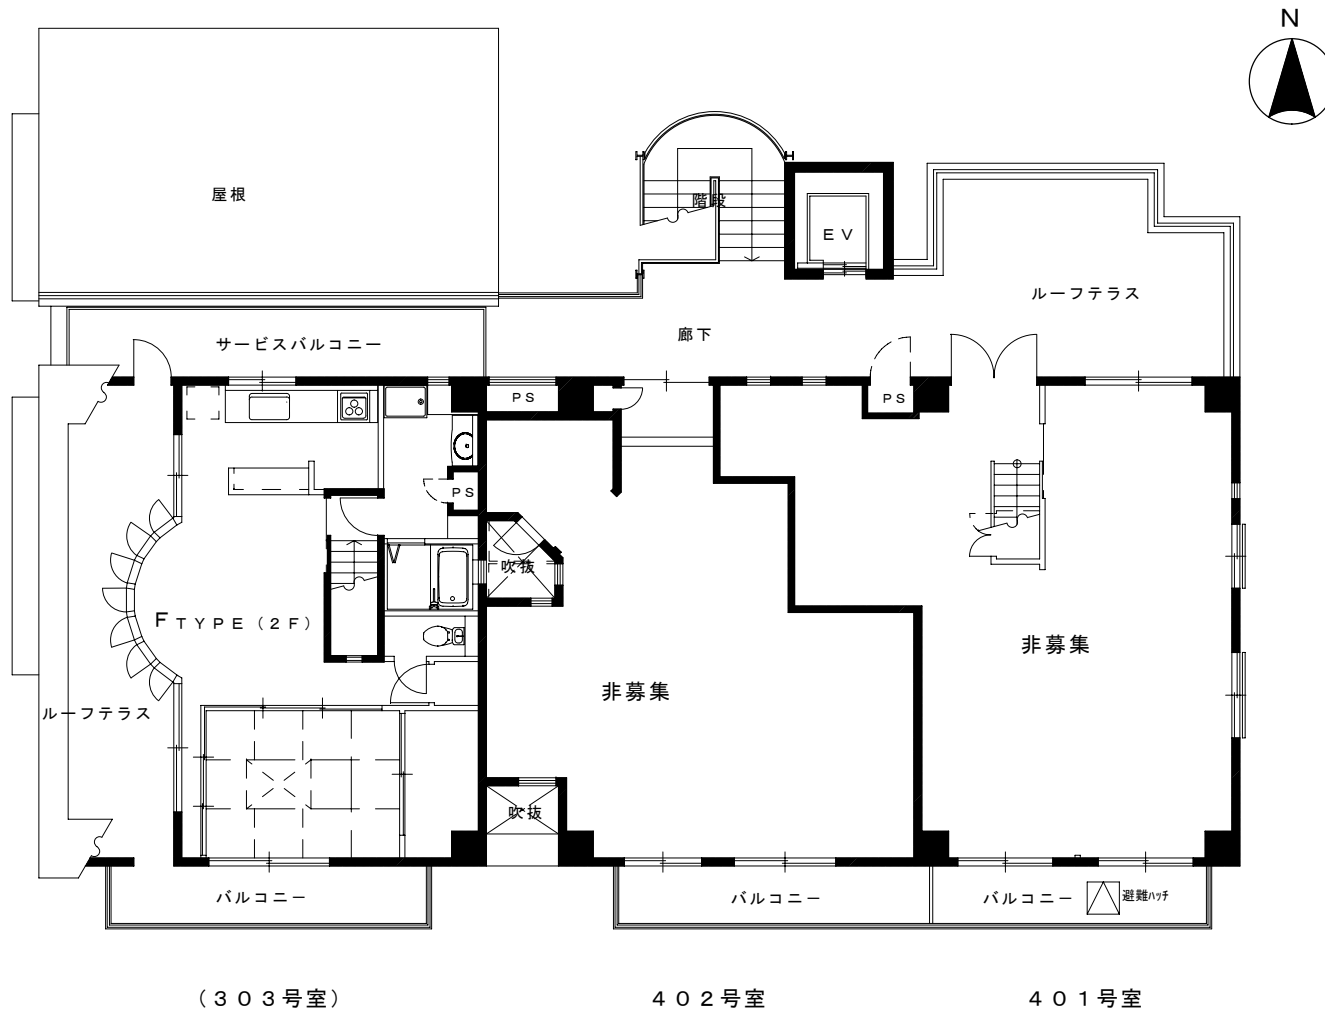 Ｎ
屋根
階段
ＥＶ
ルーフテラス
サービスバルコニー
廊下
ＰＳ
ＰＳ
ＰＳ
吹抜
Ｆ ＴＹＰＥ（２Ｆ）
非募集
非募集
ルーフテラス
吹抜
バルコニー
バルコニー
バルコニー
避難ﾊｯﾁ
（３０３号室）
４０２号室
４０１号室